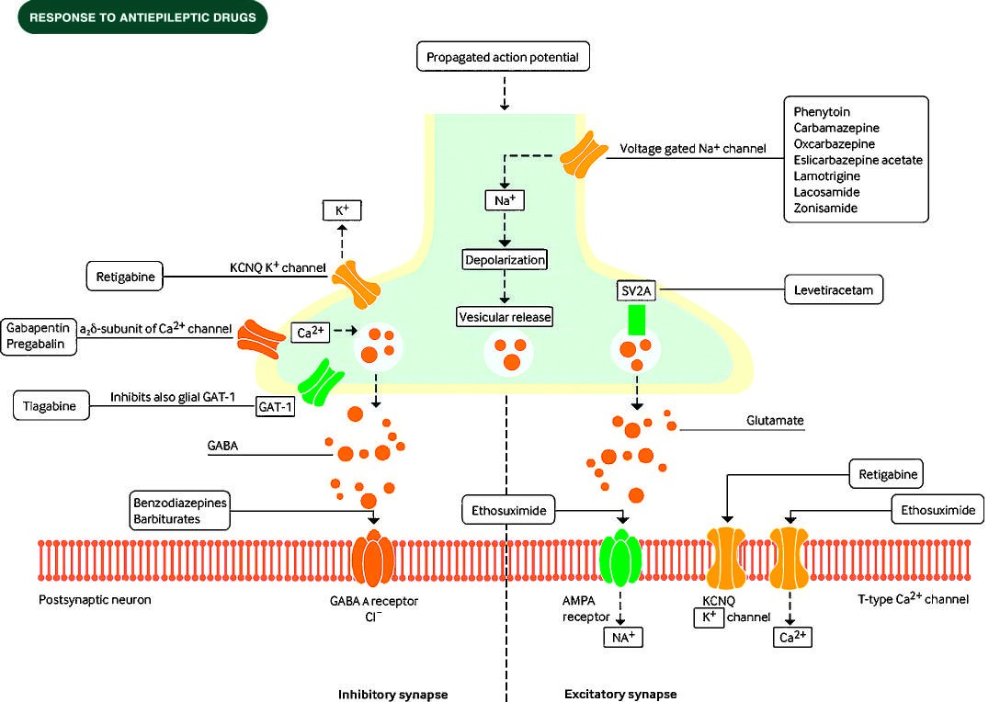 RESPONSE TO ANTIEPILEPTIC DRUGS
Propagated action potential
Voltage gated Na⁺ channel
Phenytoin
Carbamazepine
Oxcarbazepine
Eslicarbazepine acetate
Lamotrigine
Lacosamide
Zonisamide
Na⁺
K⁺
Depolarization
KCNQ K⁺ channel
Retigabine
SV2A
Levetiracetam
Vesicular release
Gabapentin
Pregabalin
a₂δ-subunit of Ca²⁺ channel
Ca²⁺
Tiagabine
Inhibits also glial GAT-1
GAT-1
Glutamate
GABA
Retigabine
Benzodiazepines
Barbiturates
Ethosuximide
Ethosuximide
Postsynaptic neuron
GABA A receptor
Cl⁻
AMPA
receptor
NA⁺
KCNQ
K⁺ channel
Ca²⁺
T-type Ca²⁺ channel
Inhibitory synapse
Excitatory synapse